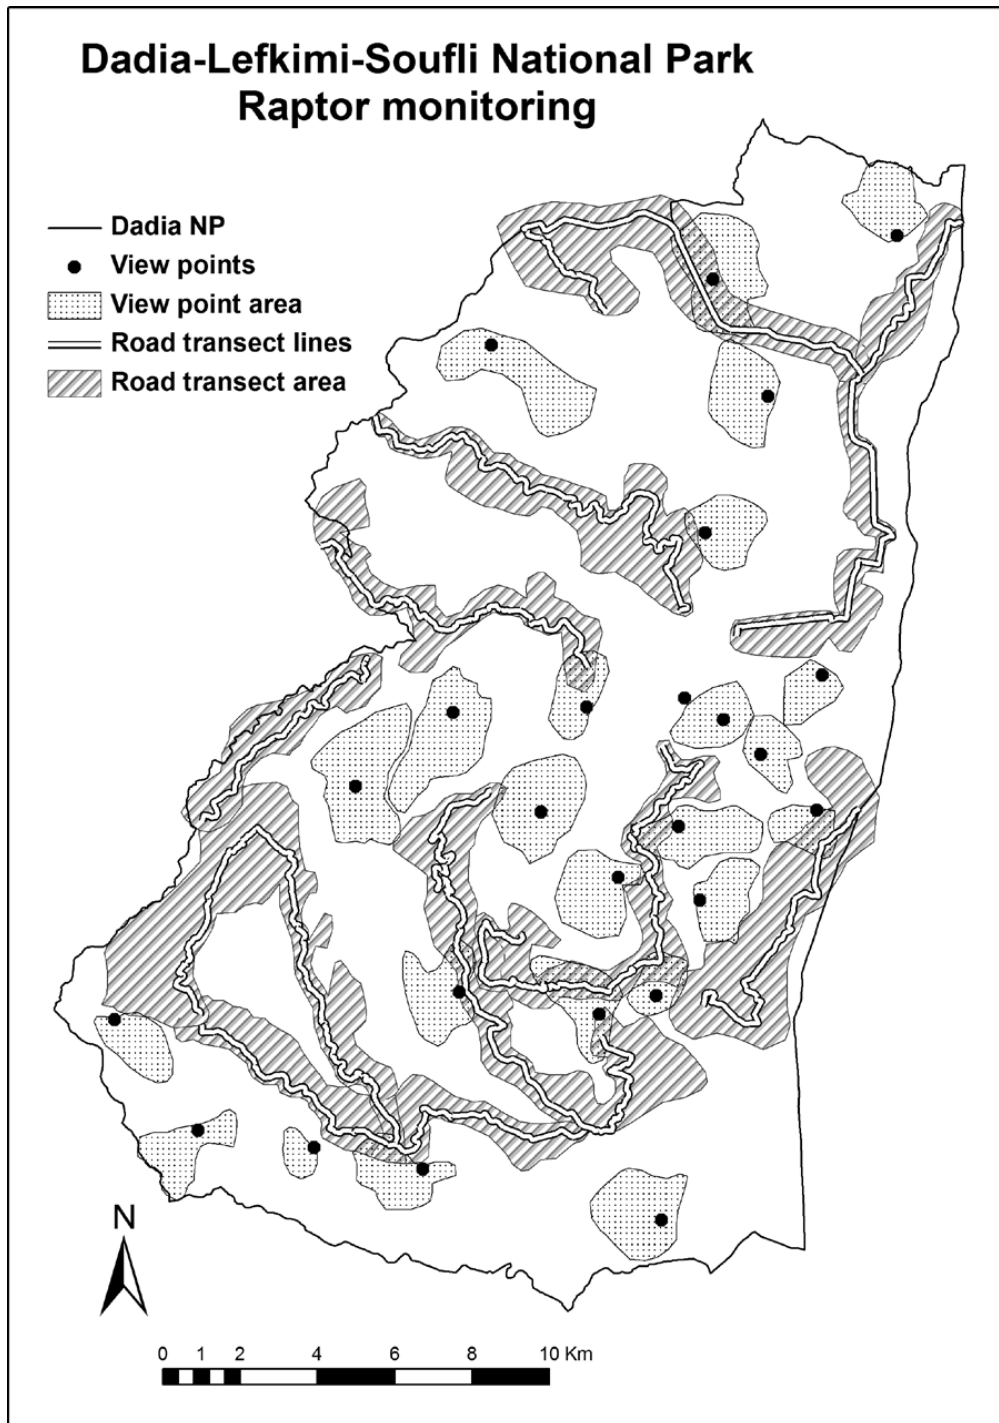 Dadia-Lefkimi-Soufli National Park
Raptor monitoring
Dadia NP
View points
View point area
Road transect lines
Road transect area
N
0 1 2 4 6 8 10 Km